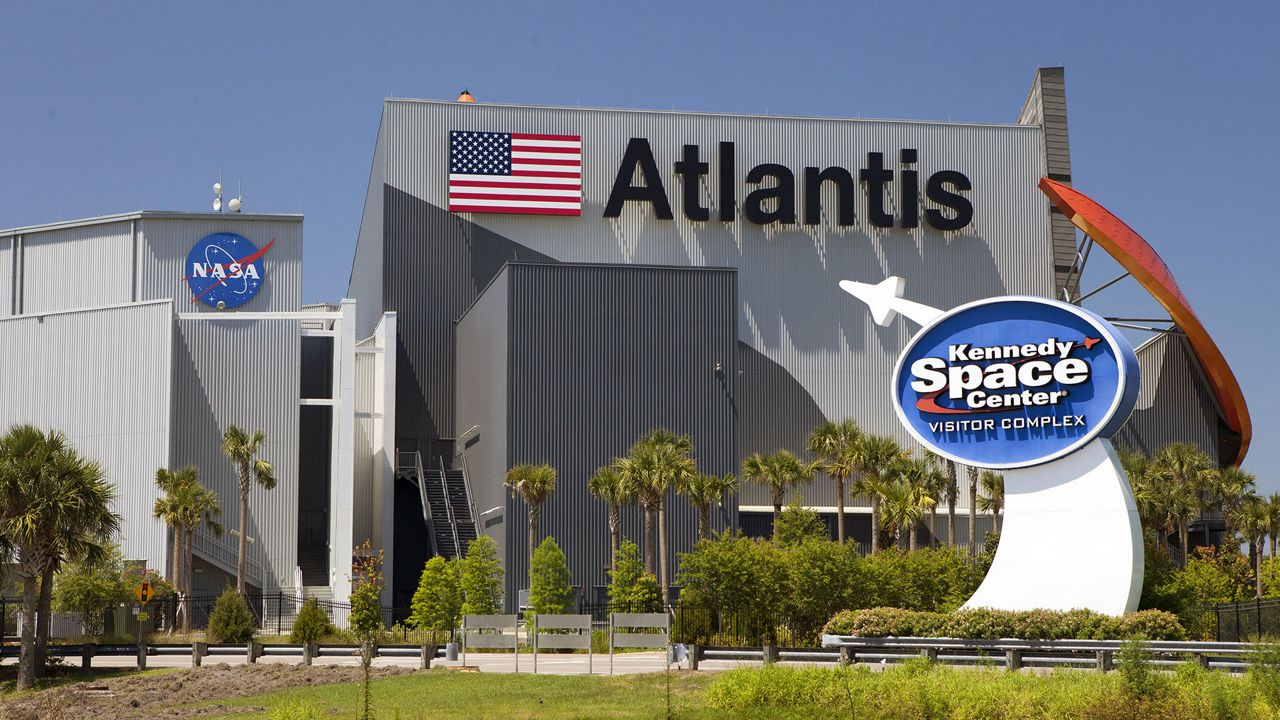 Atlantis
NASA
Kennedy
Space
Center®
VISITOR COMPLEX